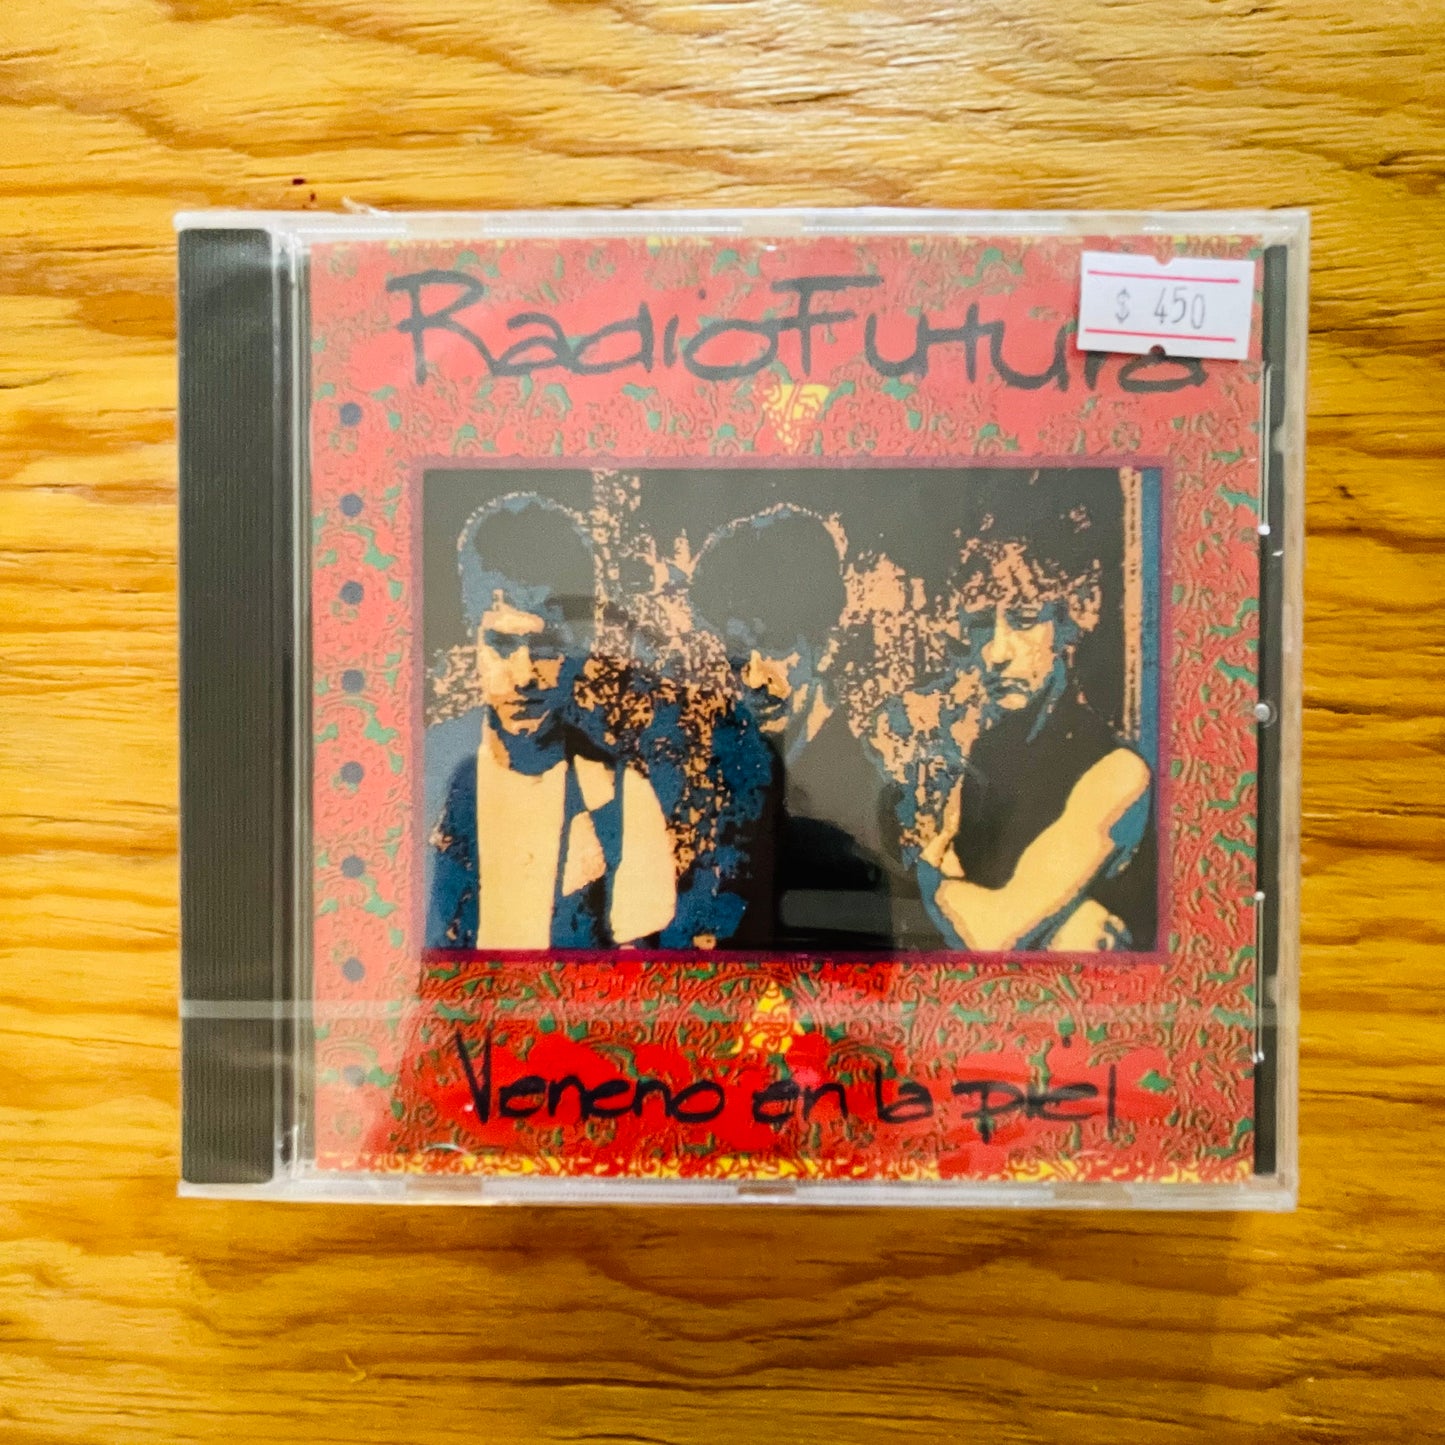 RadioFutura
$ 450
Veneno en la piel